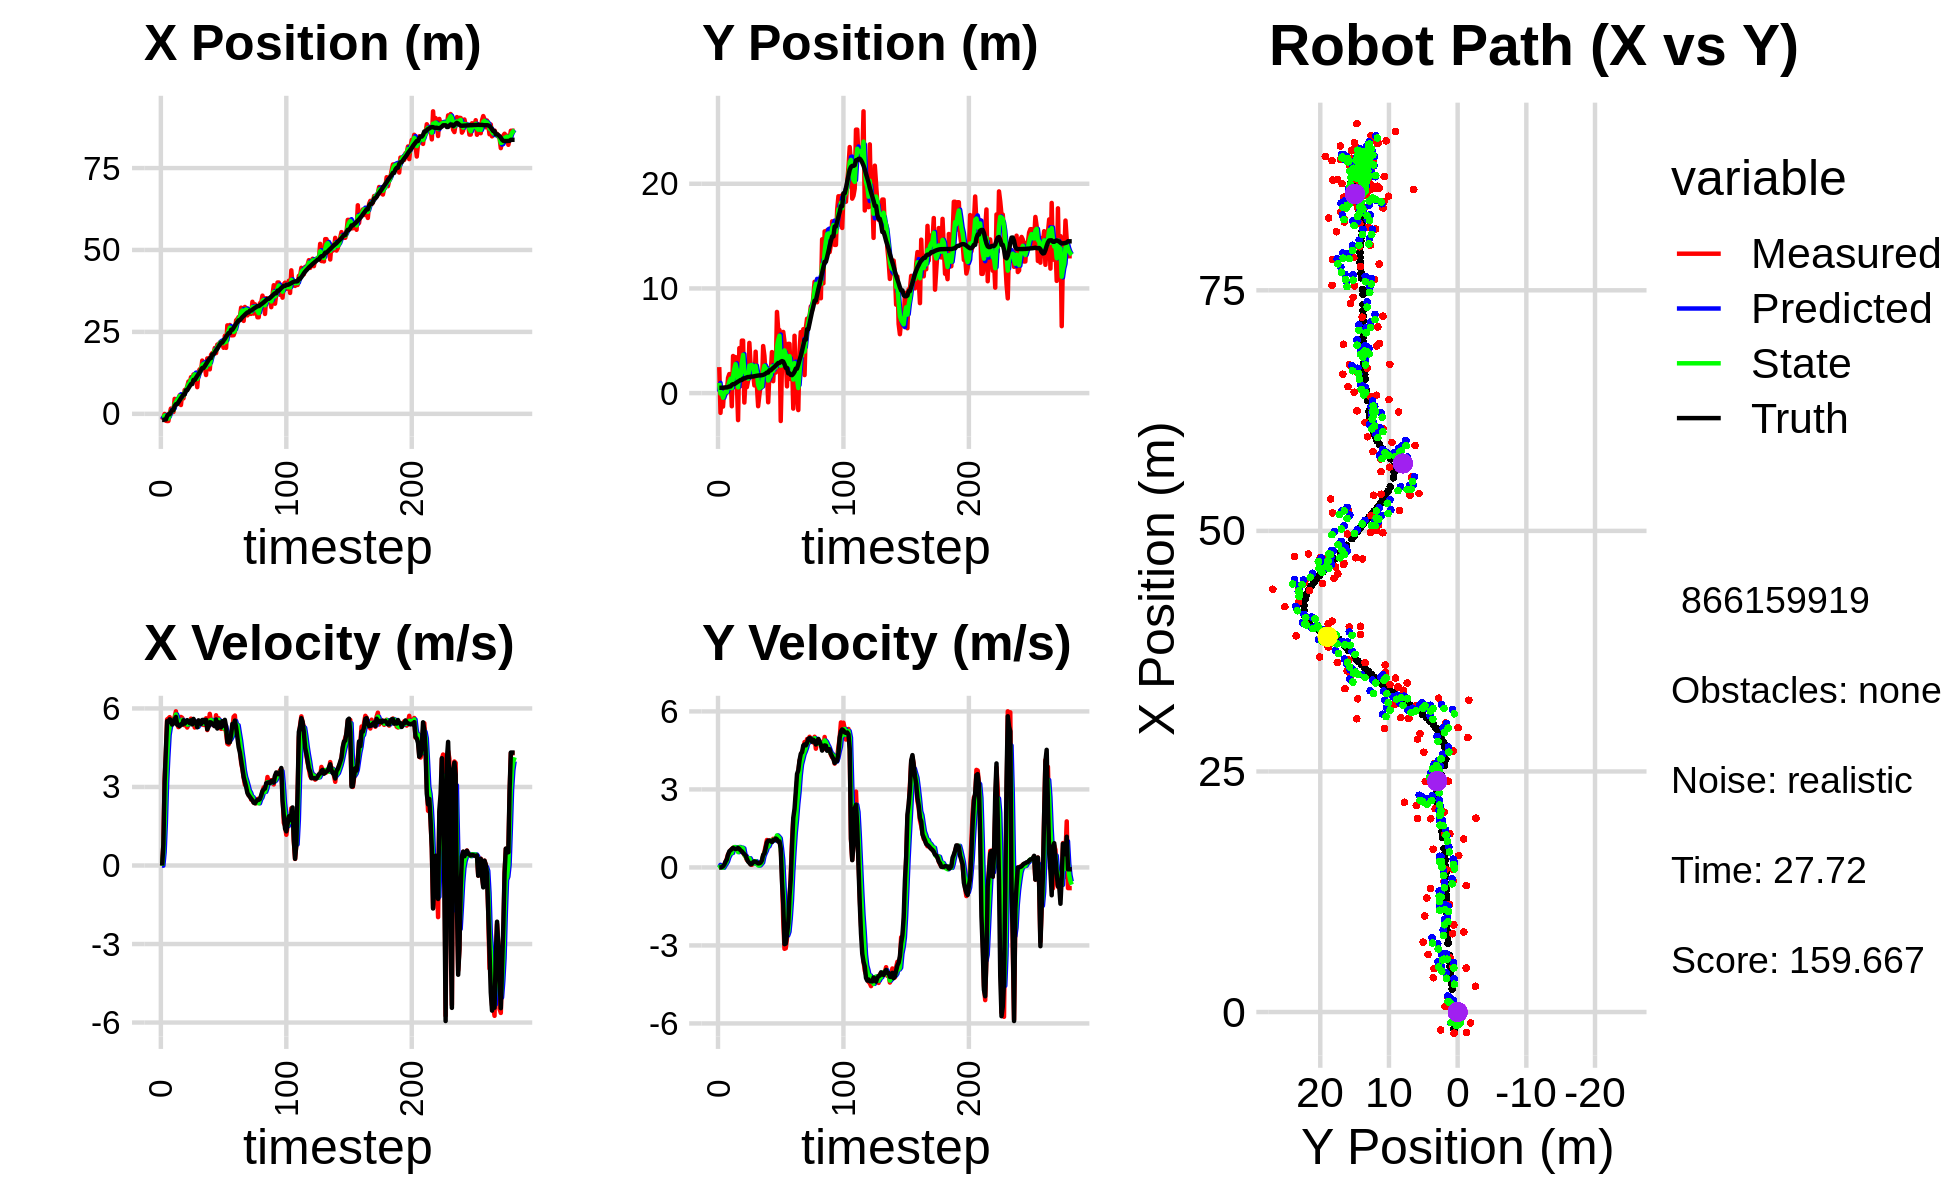 X Position (m)
75
50
25
0
0
100
200
timestep
Y Position (m)
20
10
0
0
100
200
timestep
X Velocity (m/s)
6
3
0
-3
-6
0
100
200
timestep
Y Velocity (m/s)
6
3
0
-3
-6
0
100
200
timestep
Robot Path (X vs Y)
X Position (m)
75
50
25
0
20 10 0 -10 -20
Y Position (m)
variable
Measured
Predicted
State
Truth
866159919
Obstacles: none
Noise: realistic
Time: 27.72
Score: 159.667